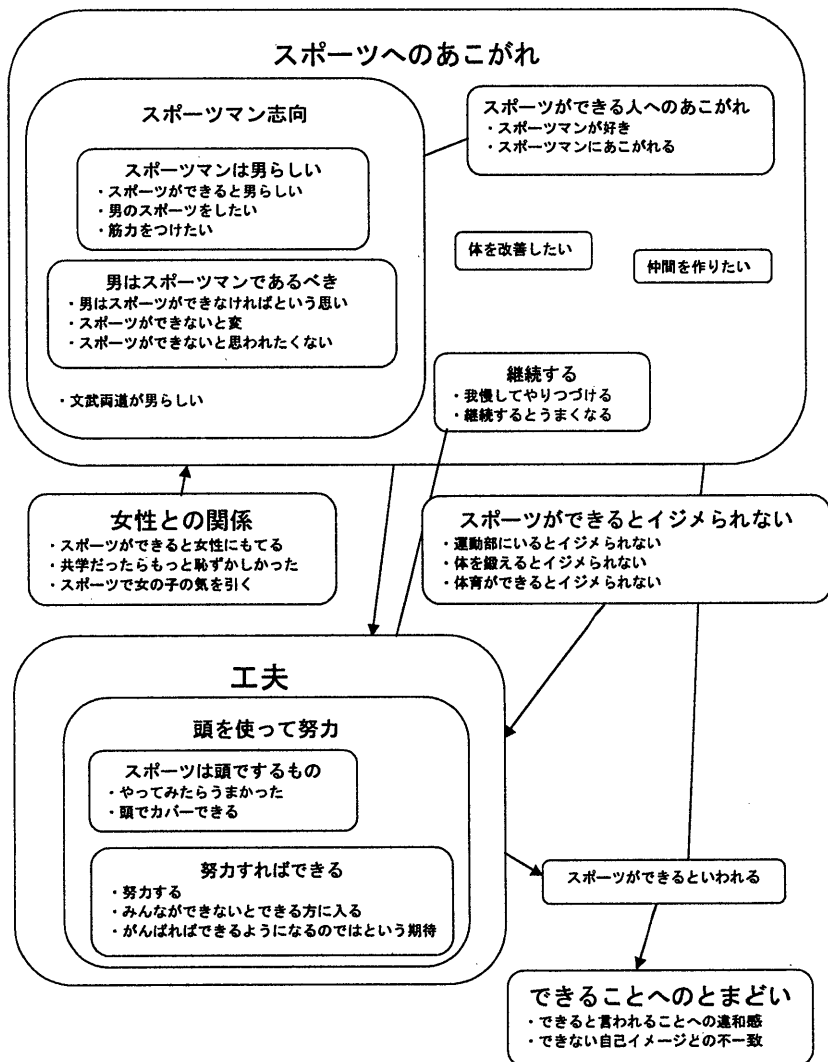 スポーツへのあこがれ
スポーツマン志向
スポーツマンは男らしい
・スポーツができると男らしい
・男のスポーツをしたい
・筋力をつけたい
男はスポーツマンであるべき
・男はスポーツができなければという思い
・スポーツができないと変
・スポーツができないと思われたくない
・文武両道が男らしい
スポーツができる人へのあこがれ
・スポーツマンが好き
・スポーツマンにあこがれる
体を改善したい
仲間を作りたい
継続する
・我慢してやりつづける
・継続するとうまくなる
女性との関係
・スポーツができると女性にもてる
・共学だったらもっと恥ずかしかった
・スポーツで女の子の気を引く
スポーツができるとイジメられない
・運動部にいるとイジメられない
・体を鍛えるとイジメられない
・体育ができるとイジメられない
工夫
頭を使って努力
スポーツは頭でするもの
・やってみたらうまかった
・頭でカバーできる
努力すればできる
・努力する
・みんなができないとできる方に入る
・がんばればできるようになるのではという期待
スポーツができるといわれる
できることへのとまどい
・できると言われることへの違和感
・できない自己イメージとの不一致